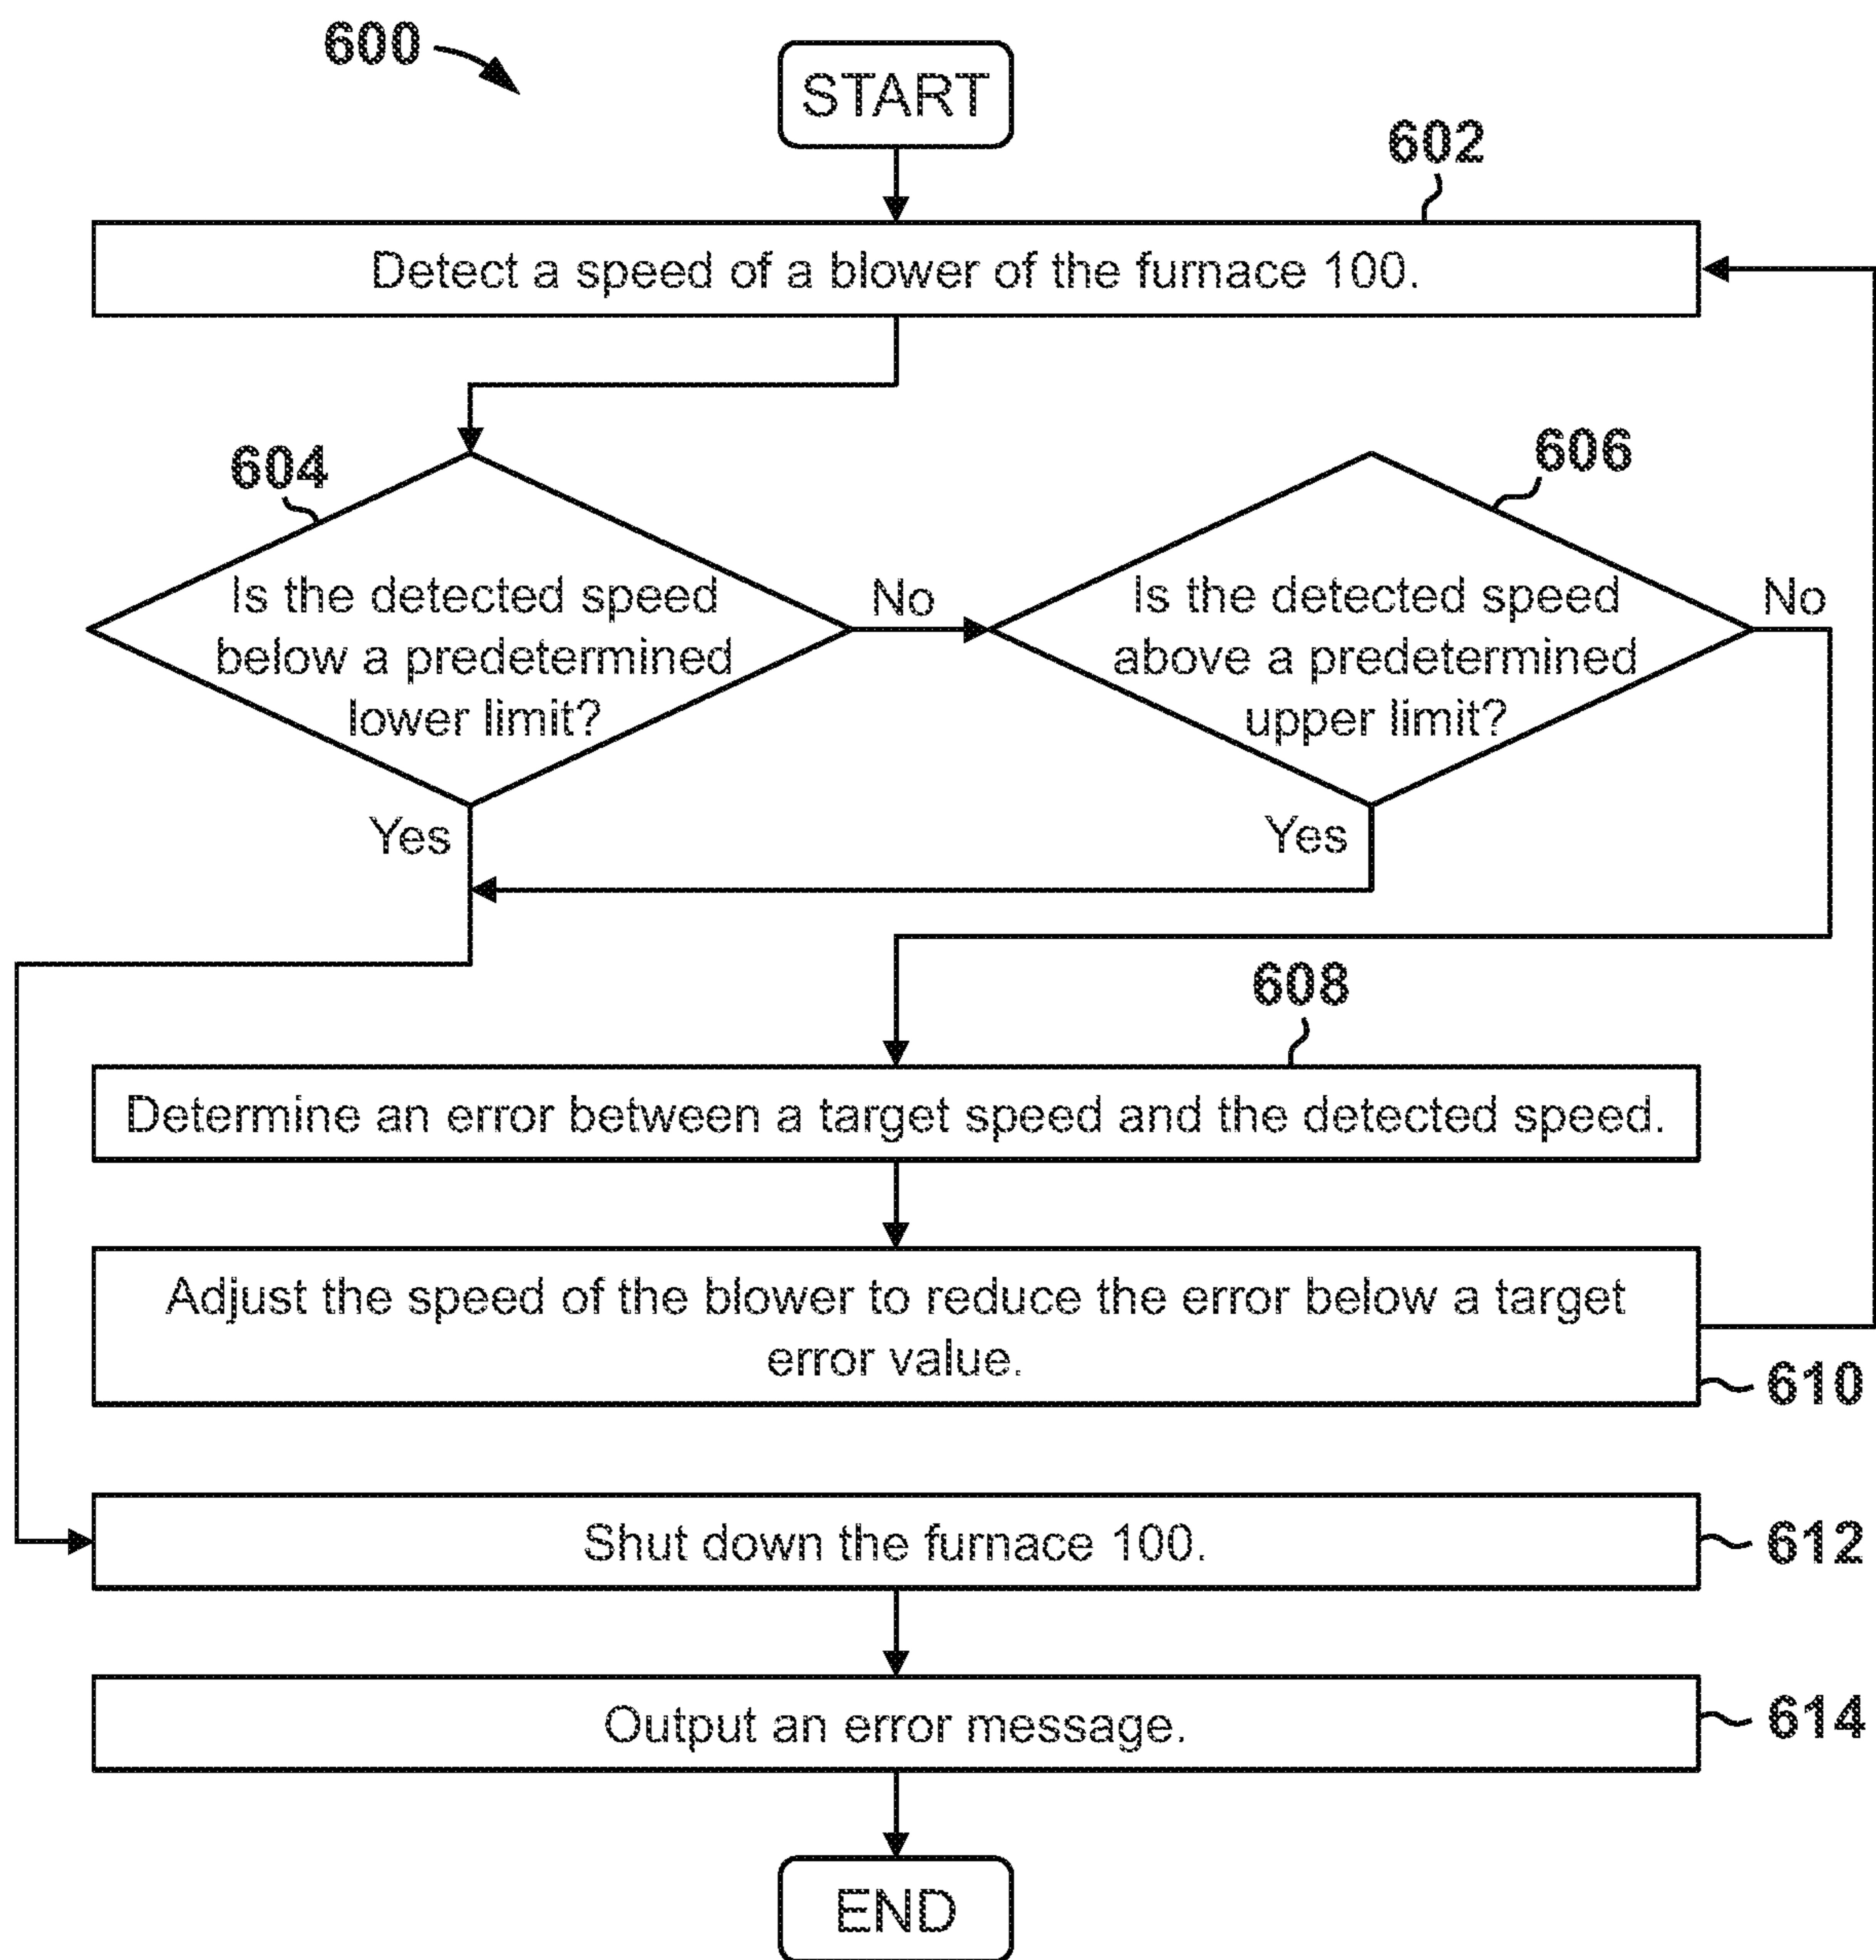 600
START
602
Detect a speed of a blower of the furnace 100.
604
606
Is the detected speed
below a predetermined
lower limit?
No
Is the detected speed
above a predetermined
upper limit?
No
Yes
Yes
608
Determine an error between a target speed and the detected speed.
Adjust the speed of the blower to reduce the error below a target
error value.
610
Shut down the furnace 100.
612
Output an error message.
614
END